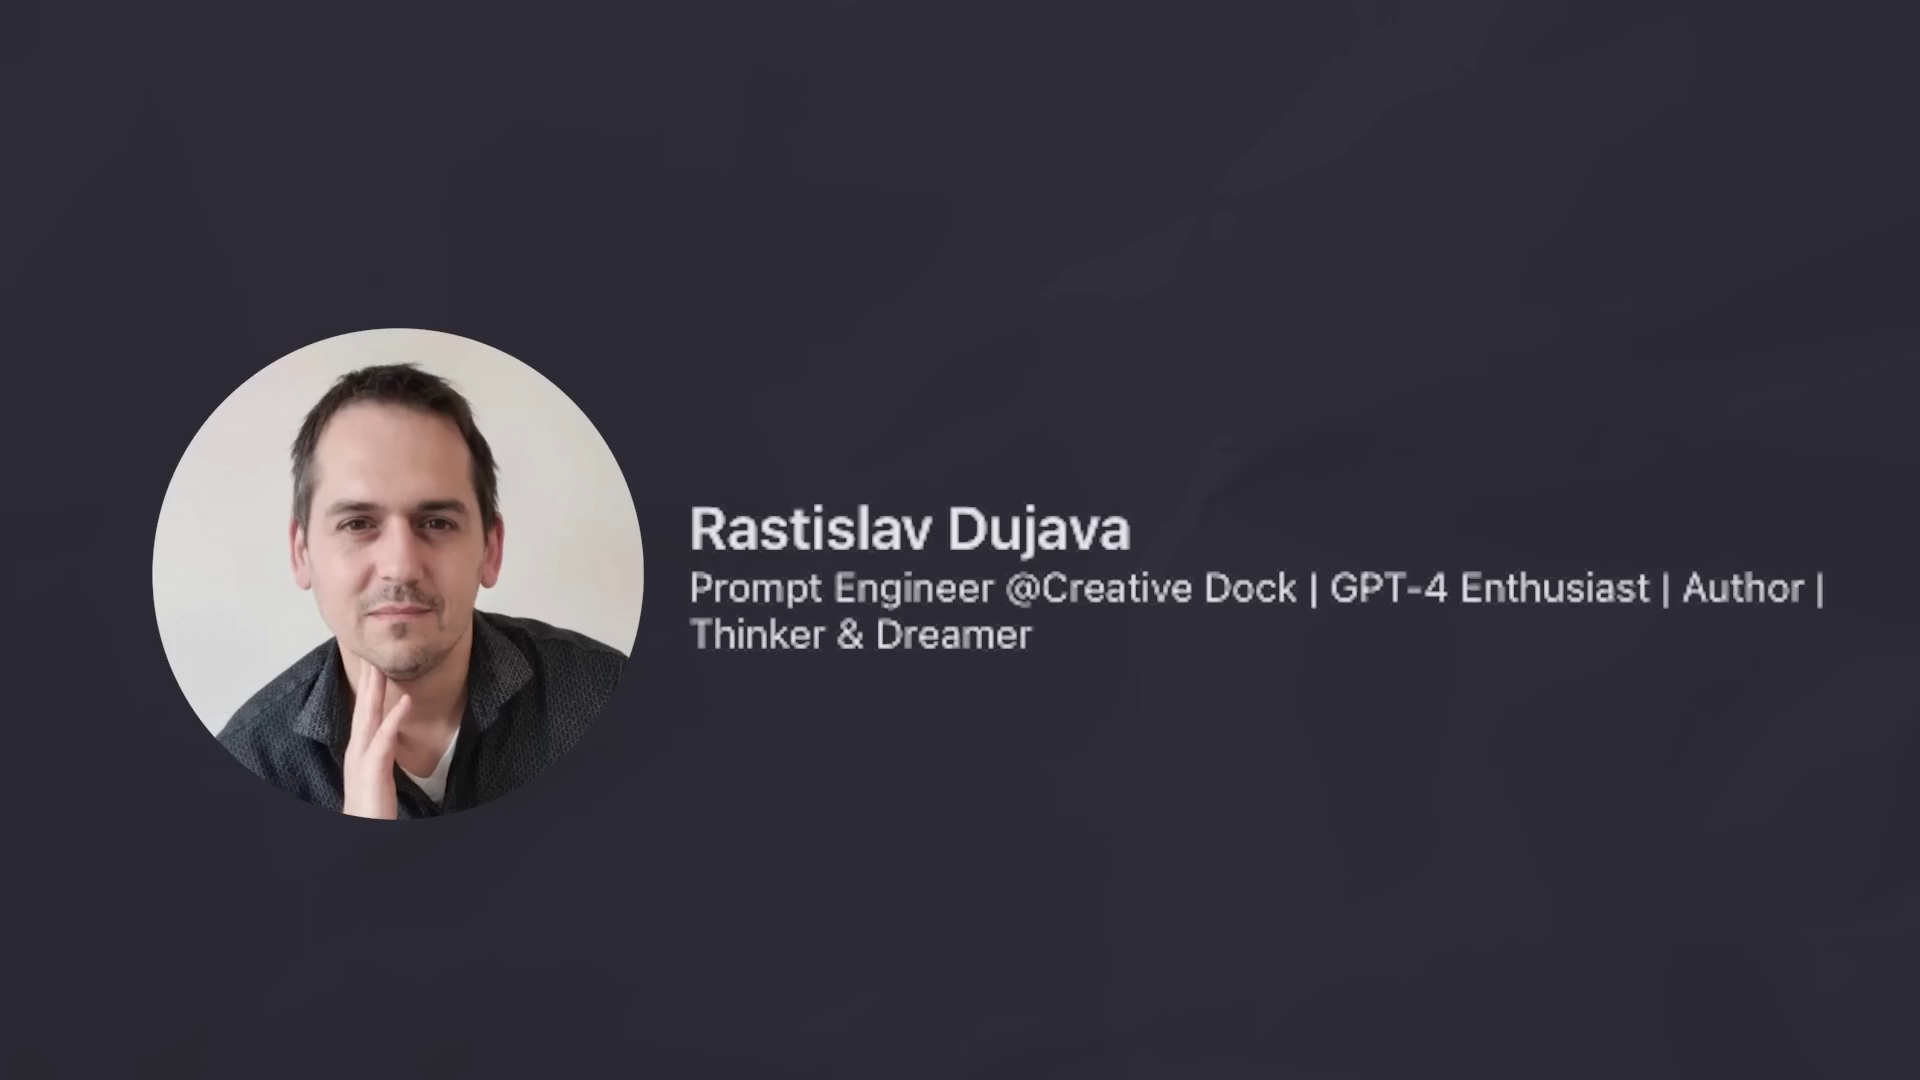 Rastislav Dujava
Prompt Engineer @Creative Dock | GPT-4 Enthusiast | Author |
Thinker & Dreamer